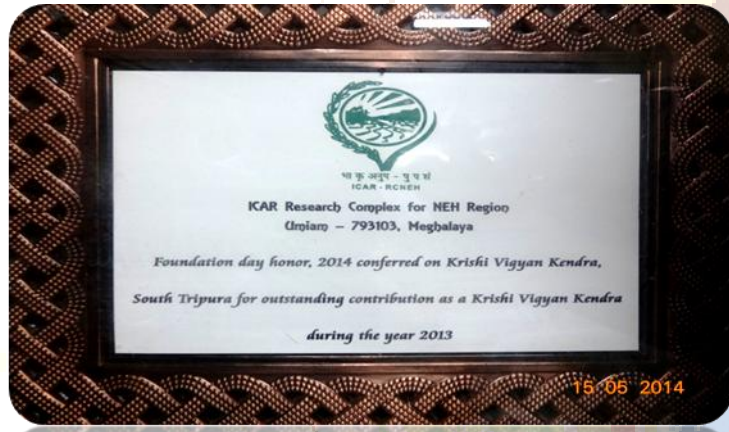 भा कृ अनुप – पु प सं
ICAR - RCNEH
ICAR Research Complex for NEH Region
Umiam – 793103, Meghalaya
Foundation day honor, 2014 conferred on Krishi Vigyan Kendra,
South Tripura for outstanding contribution as a Krishi Vigyan Kendra
during the year 2013
15 05 2014